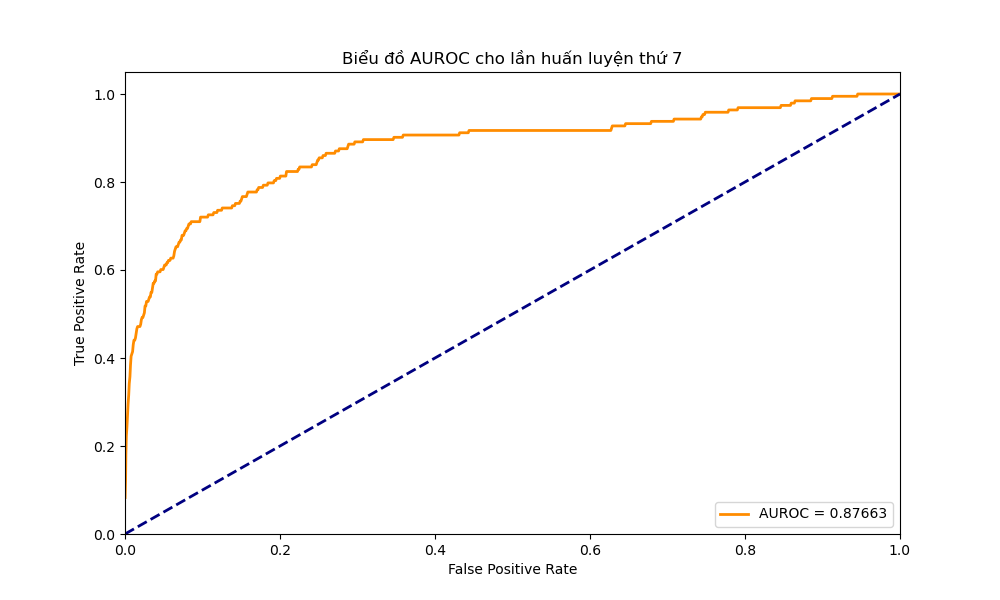 Biểu đồ AUROC cho lần huấn luyện thứ 7
True Positive Rate
1.0
0.8
0.6
0.4
0.2
0.0
AUROC = 0.87663
0.0 0.2 0.4 0.6 0.8 1.0
False Positive Rate